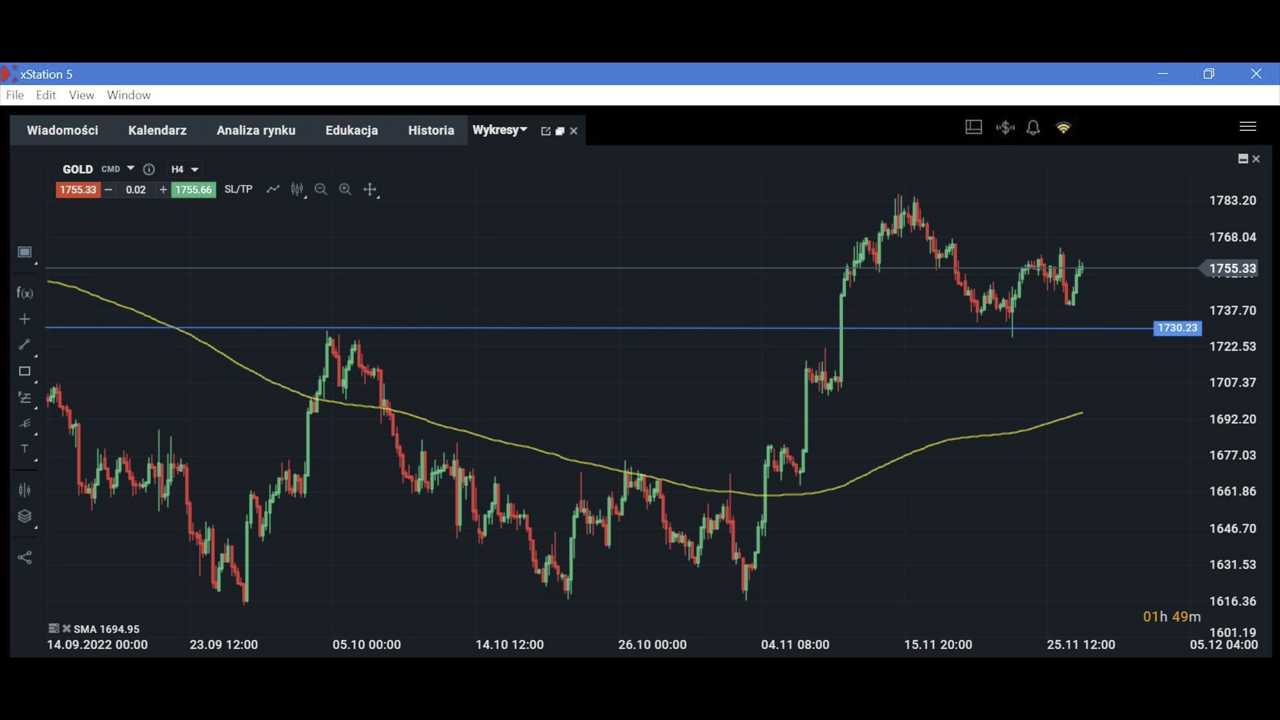 xStation 5
File Edit View Window
Wiadomości Kalendarz Analiza rynku Edukacja Historia Wykresy
GOLD CMD H4
1755.33 0.02 1755.66 SL/TP
1783.20
1768.04
1755.33
1737.70
1730.23
1722.53
1707.37
1692.20
1677.03
1661.86
1646.70
1631.53
1616.36
01h 49m
1601.19
f(x)
T
SMA 1694.95
14.09.2022 00:00 23.09 12:00 05.10 00:00 14.10 12:00 26.10 00:00 04.11 08:00 15.11 20:00 25.11 12:00 05.12 04:00